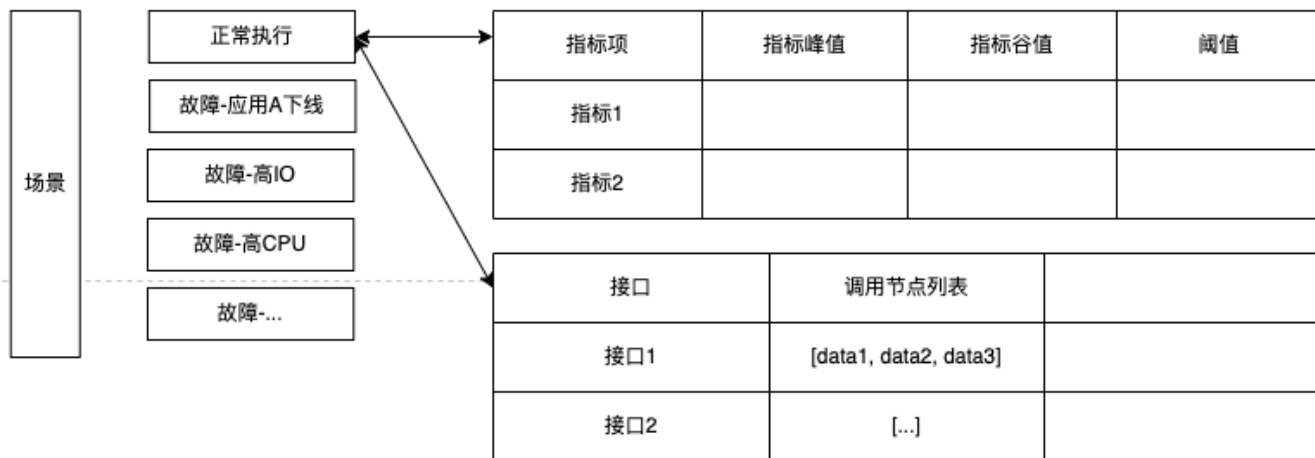 场景
正常执行
故障-应用A下线
故障-高IO
故障-高CPU
故障-...
指标项 指标峰值 指标谷值 阈值
指标1
指标2
接口 调用节点列表
接口1 [data1, data2, data3]
接口2 [...]